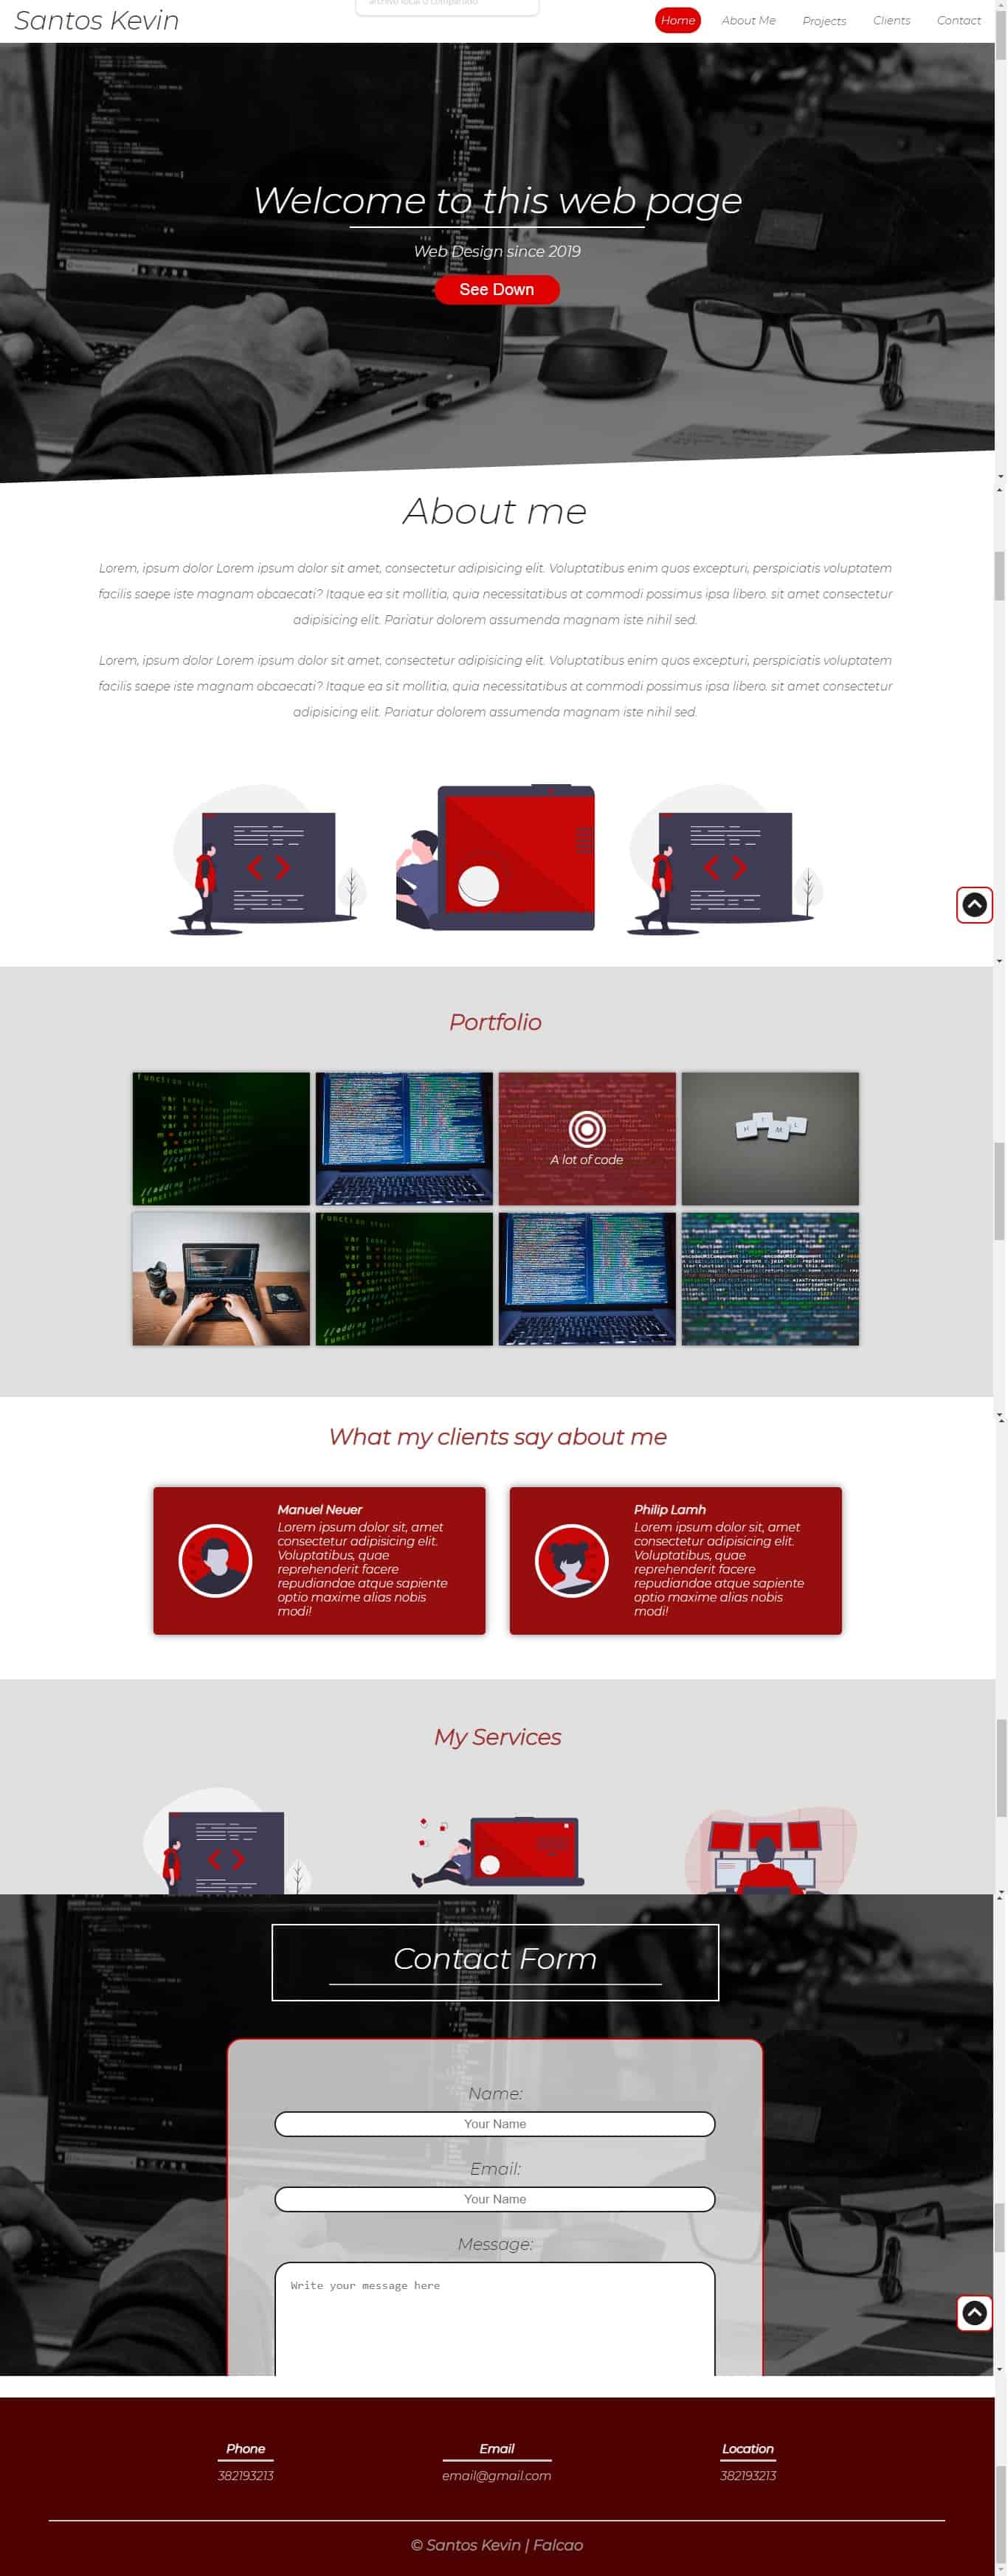 archivo local o compartido
Santos Kevin
Home
About Me
Projects
Clients
Contact
Welcome to this web page
Web Design since 2019
See Down
About me
Lorem, ipsum dolor Lorem ipsum dolor sit amet, consectetur adipisicing elit. Voluptatibus enim quos excepturi, perspiciatis voluptatem
facilis saepe iste magnam obcaecati? Itaque ea sit mollitia, quia necessitatibus at commodi possimus ipsa libero. sit amet consectetur
adipisicing elit. Pariatur dolorem assumenda magnam iste nihil sed.
Lorem, ipsum dolor Lorem ipsum dolor sit amet, consectetur adipisicing elit. Voluptatibus enim quos excepturi, perspiciatis voluptatem
facilis saepe iste magnam obcaecati? Itaque ea sit mollitia, quia necessitatibus at commodi possimus ipsa libero. sit amet consectetur
adipisicing elit. Pariatur dolorem assumenda magnam iste nihil sed.
Portfolio
A lot of code
H T M L
What my clients say about me
Manuel Neuer
Lorem ipsum dolor sit, amet
consectetur adipisicing elit.
Voluptatibus, quae
reprehenderit facere
repudiandae atque sapiente
optio maxime alias nobis
modi!
Philip Lamh
Lorem ipsum dolor sit, amet
consectetur adipisicing elit.
Voluptatibus, quae
reprehenderit facere
repudiandae atque sapiente
optio maxime alias nobis
modi!
My Services
Contact Form
Name:
Your Name
Email:
Your Name
Message:
Write your message here
Phone
382193213
Email
email@gmail.com
Location
382193213
© Santos Kevin | Falcao